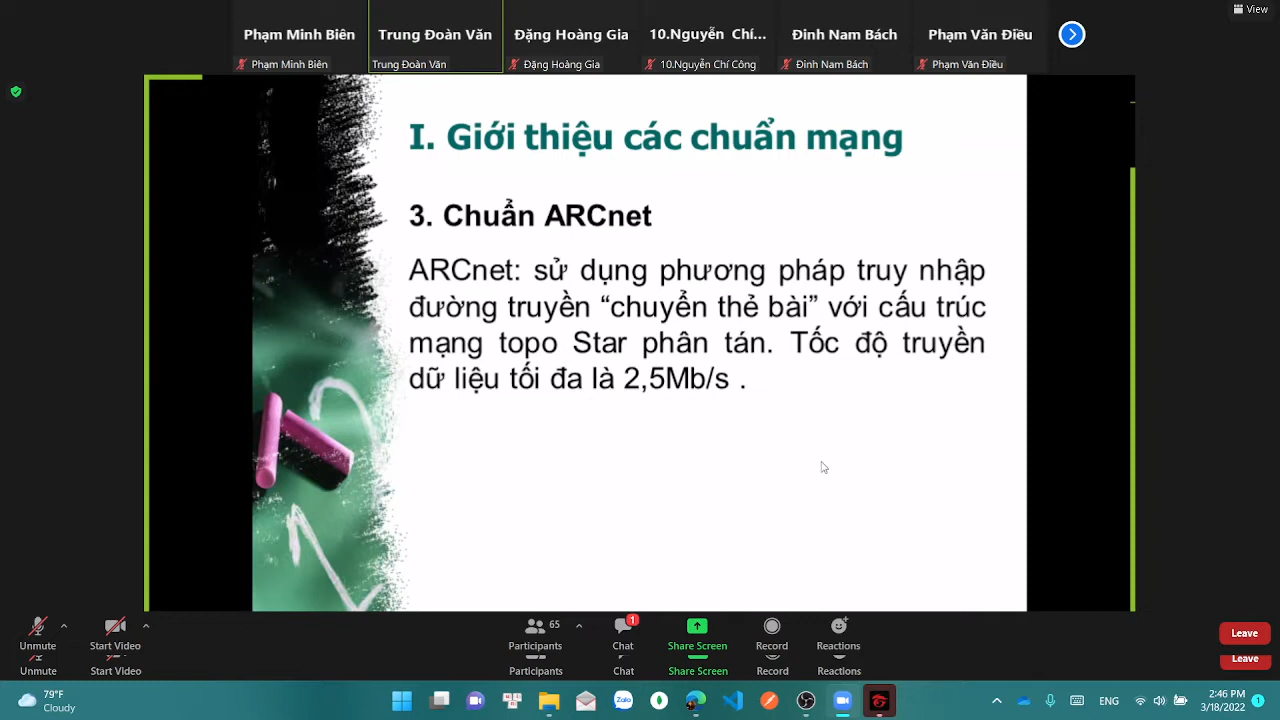 View
Phạm Minh Biên
Trung Đoàn Văn
Đặng Hoàng Gia
10.Nguyễn Chí...
Đinh Nam Bách
Phạm Văn Điều
Phạm Minh Biên
Trung Đoàn Văn
Đặng Hoàng Gia
10.Nguyễn Chí Công
Đinh Nam Bách
Phạm Văn Điều
I. Giới thiệu các chuẩn mạng
3. Chuẩn ARCnet
ARCnet: sử dụng phương pháp truy nhập
đường truyền “chuyển thẻ bài” với cấu trúc
mạng topo Star phân tán. Tốc độ truyền
dữ liệu tối đa là 2,5Mb/s .
65
1
Unmute
Start Video
Participants
Chat
Share Screen
Record
Reactions
Leave
Unmute
Start Video
Participants
Chat
Share Screen
Record
Reactions
Leave
79°F
Cloudy
Zalo
ENG
2:46 PM
3/18/2022
1